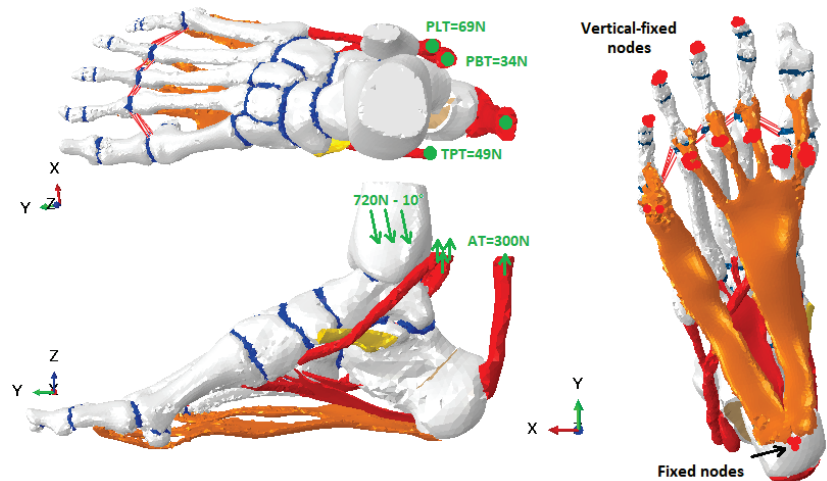 PLT=69N
PBT=34N
TPT=49N
X
Y
Z
720N - 10°
AT=300N
Z
Y
X
Vertical-fixed
nodes
Y
X
Z
Fixed nodes